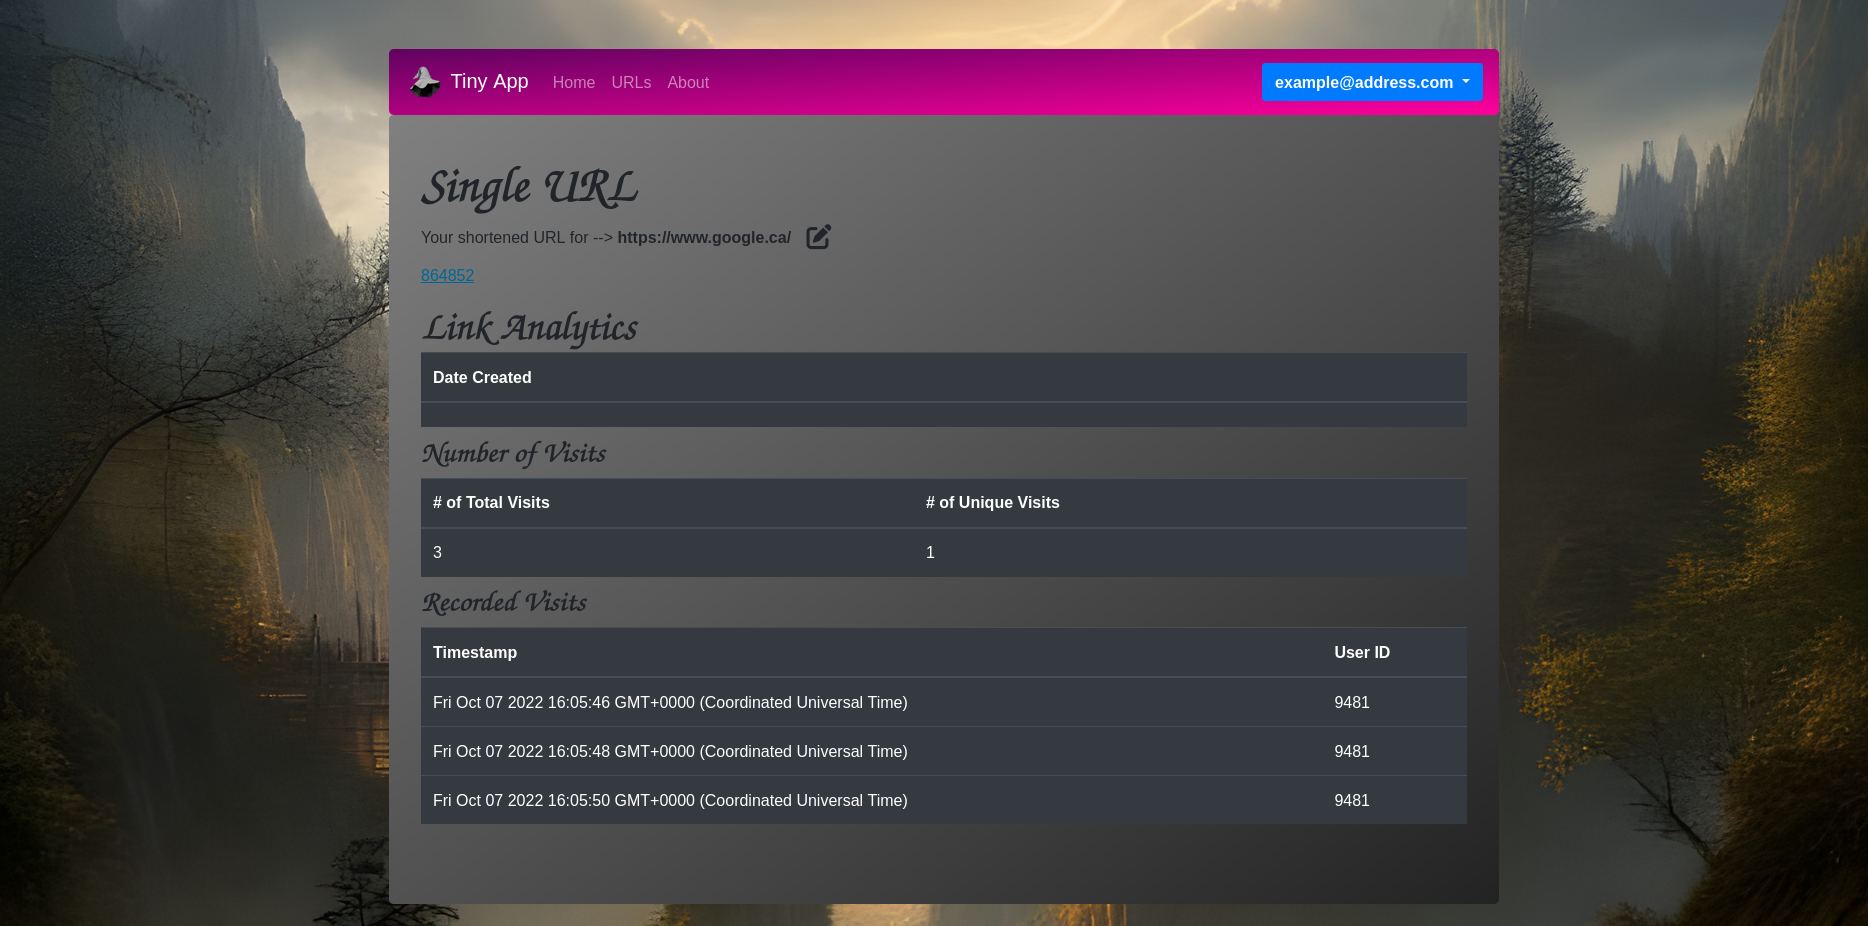 Tiny App Home URLs About example@address.com
Single URL
Your shortened URL for --> https://www.google.ca/
864852
Link Analytics
Date Created
Number of Visits
# of Total Visits # of Unique Visits
3 1
Recorded Visits
Timestamp User ID
Fri Oct 07 2022 16:05:46 GMT+0000 (Coordinated Universal Time) 9481
Fri Oct 07 2022 16:05:48 GMT+0000 (Coordinated Universal Time) 9481
Fri Oct 07 2022 16:05:50 GMT+0000 (Coordinated Universal Time) 9481